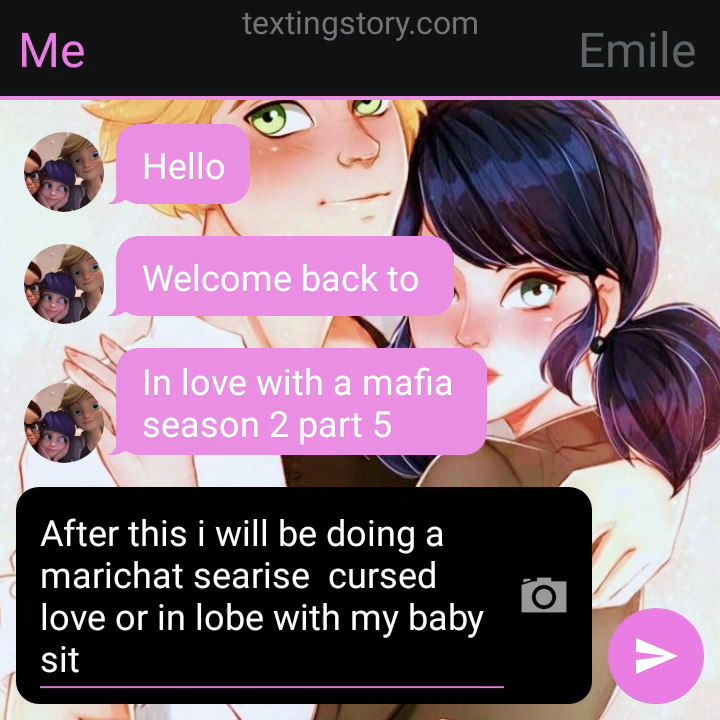 textingstory.com
Me
Emile
Hello
Welcome back to
In love with a mafia
season 2 part 5
After this i will be doing a
marichat searise  cursed
love or in lobe with my baby
sit